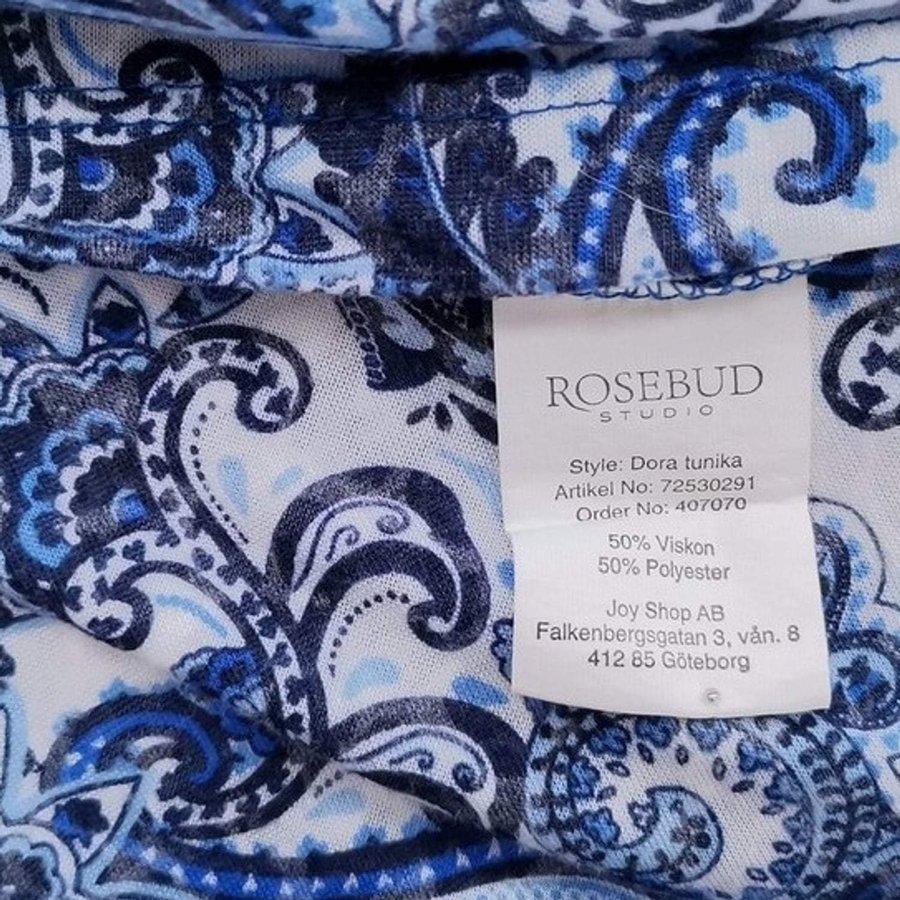 ROSEBUD
STUDIO
Style: Dora tunika
Artikel No: 72530291
Order No: 407070
50% Viskon
50% Polyester
Joy Shop AB
Falkenbergsgatan 3, vån. 8
412 85 Göteborg